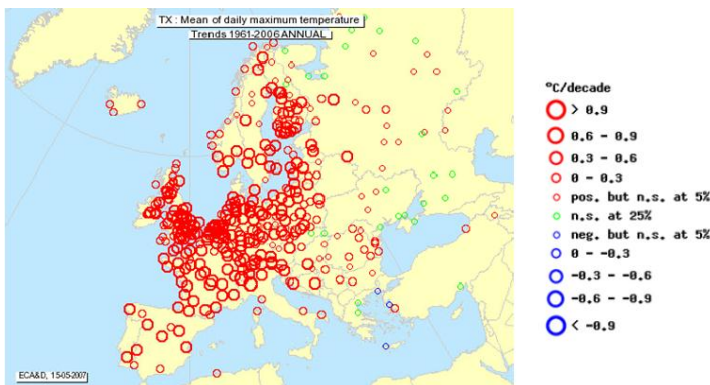 TX : Mean of daily maximum temperature
Trends 1961-2006 ANNUAL
ºC/decade
> 0.9
0.6 - 0.9
0.3 - 0.6
0 - 0.3
pos. but n.s. at 5%
n.s. at 25%
neg. but n.s. at 5%
0 - -0.3
-0.3 - -0.6
-0.6 - -0.9
< -0.9
ECA&D, 15-05-2007